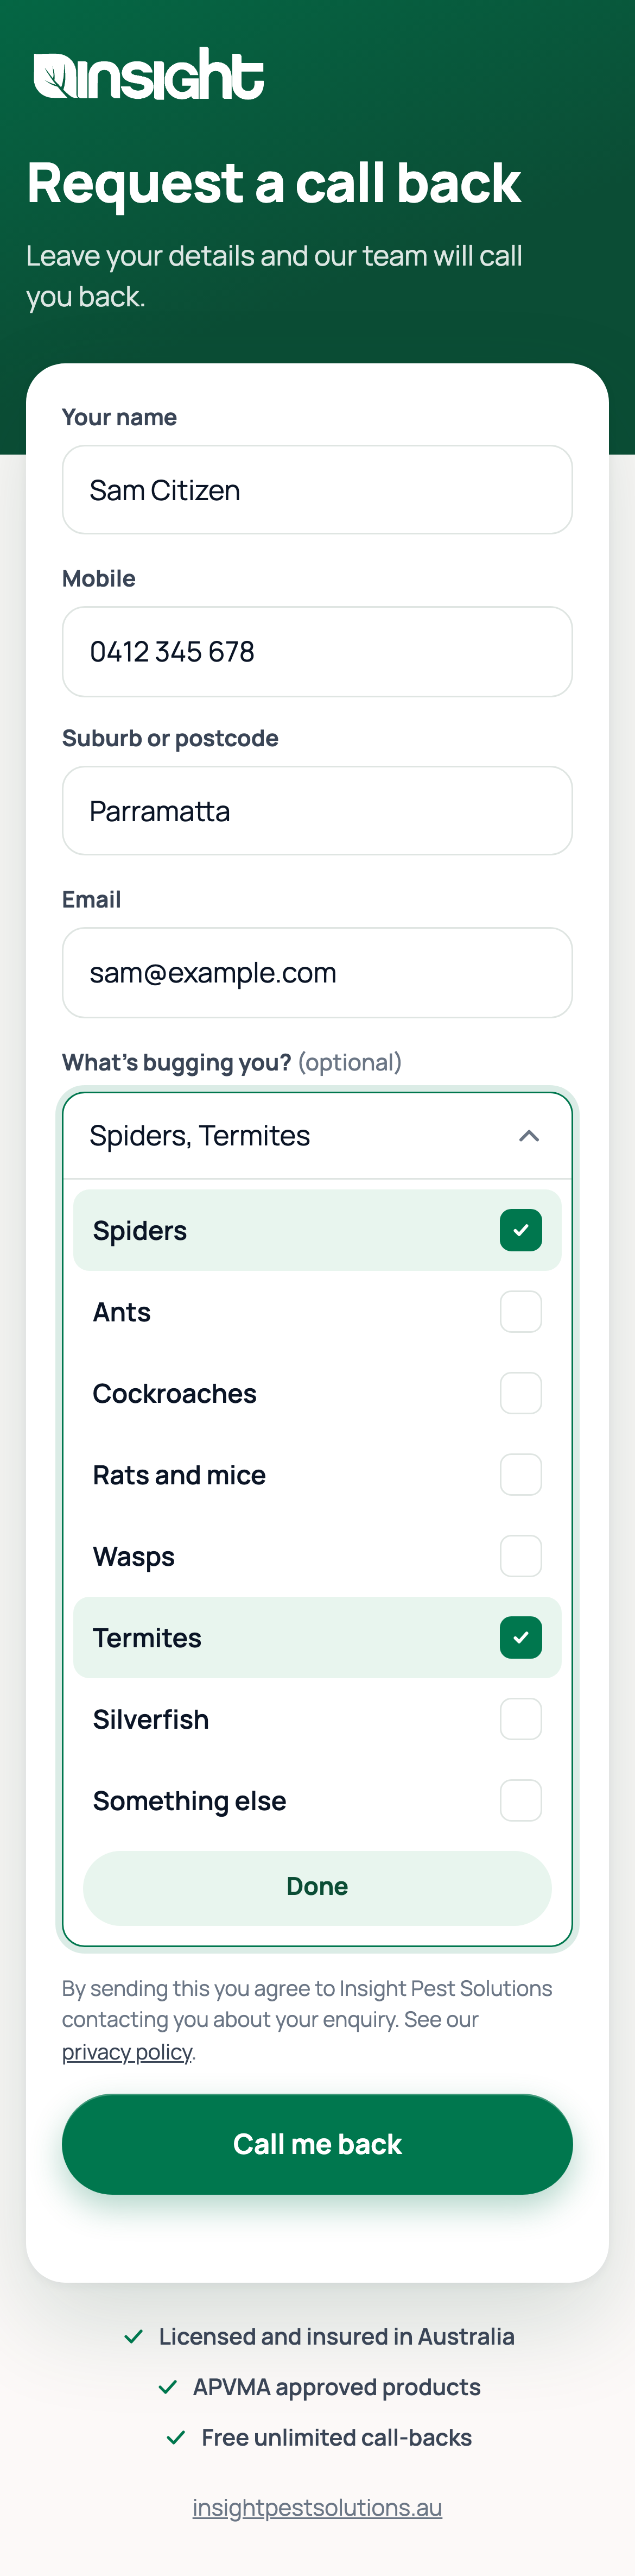 insight
Request a call back
Leave your details and our team will call
you back.
Your name
Sam Citizen
Mobile
0412 345 678
Suburb or postcode
Parramatta
Email
sam@example.com
What's bugging you? (optional)
Spiders, Termites
Spiders
Ants
Cockroaches
Rats and mice
Wasps
Termites
Silverfish
Something else
Done
By sending this you agree to Insight Pest Solutions
contacting you about your enquiry. See our
privacy policy.
Call me back
Licensed and insured in Australia
APVMA approved products
Free unlimited call-backs
insightpestsolutions.au